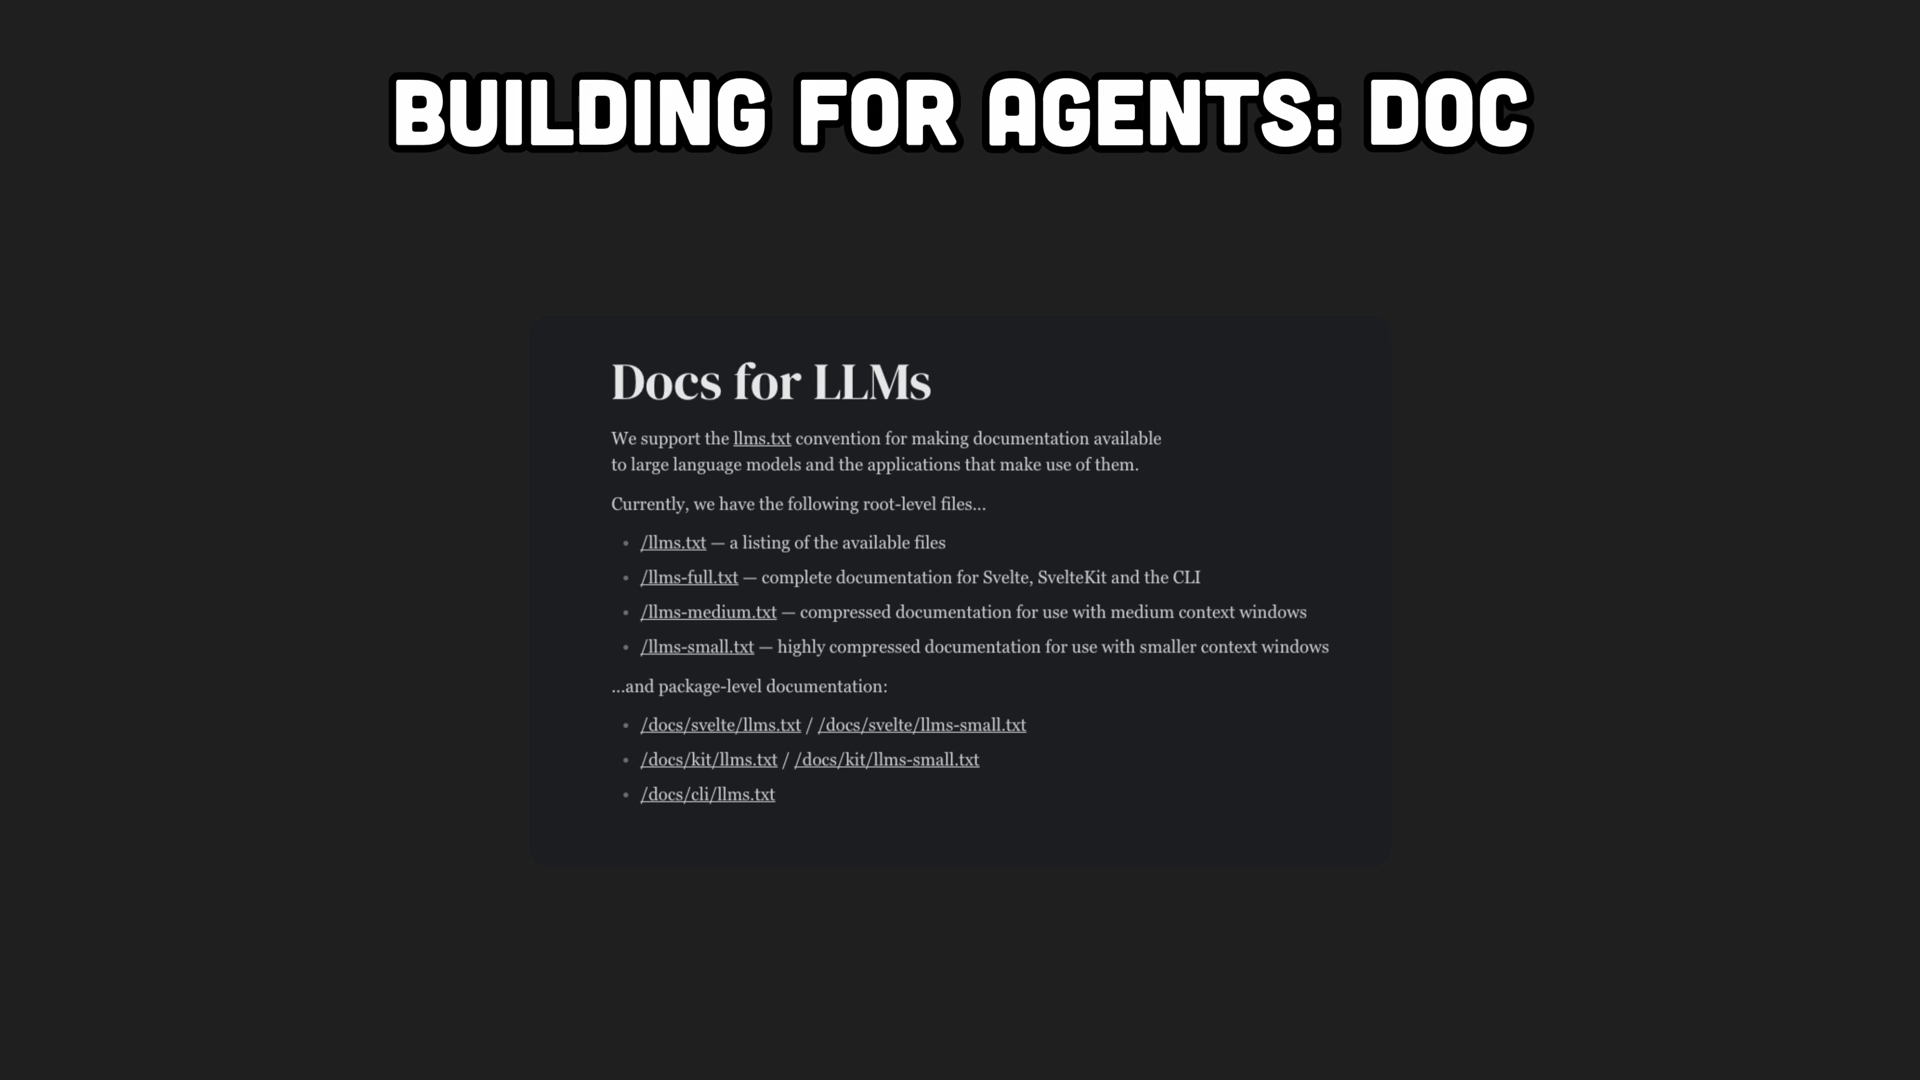 BUILDING FOR AGENTS: DOC
Docs for LLMs
We support the llms.txt convention for making documentation available
to large language models and the applications that make use of them.
Currently, we have the following root-level files...
• /llms.txt — a listing of the available files
• /llms-full.txt — complete documentation for Svelte, SvelteKit and the CLI
• /llms-medium.txt — compressed documentation for use with medium context windows
• /llms-small.txt — highly compressed documentation for use with smaller context windows
...and package-level documentation:
• /docs/svelte/llms.txt / /docs/svelte/llms-small.txt
• /docs/kit/llms.txt / /docs/kit/llms-small.txt
• /docs/cli/llms.txt